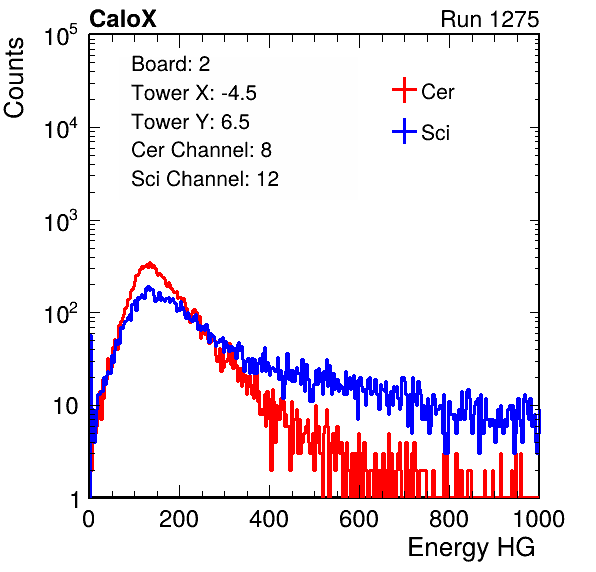 CaloX Run 1275
Counts
10^5
10^4
10^3
10^2
10
1
Board: 2
Tower X: -4.5
Tower Y: 6.5
Cer Channel: 8
Sci Channel: 12
Cer
Sci
0 200 400 600 800 1000
Energy HG